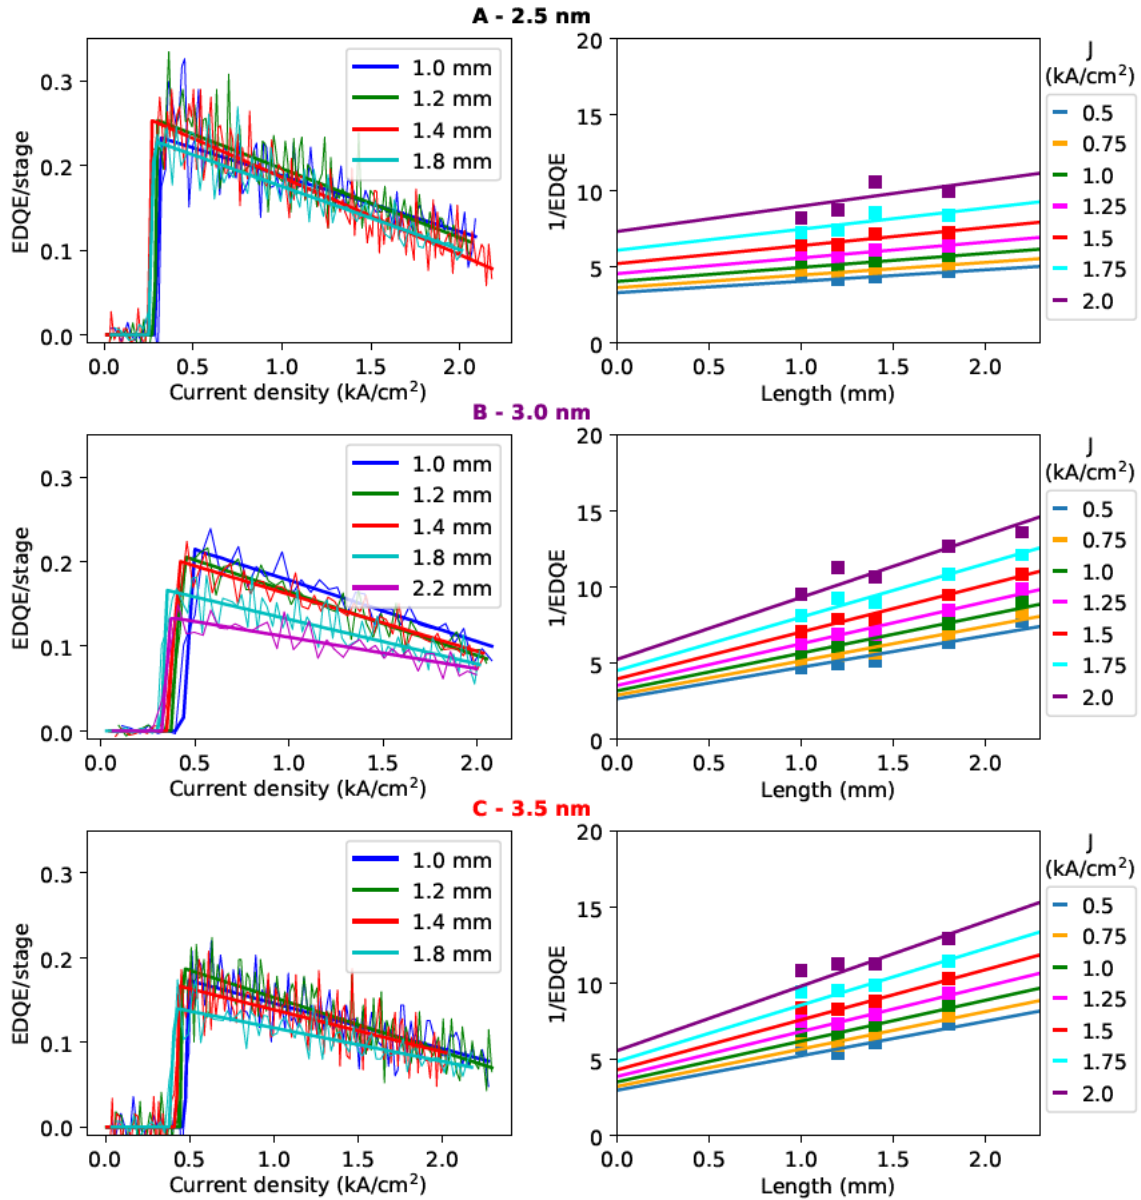 A - 2.5 nm
EDQE/stage
0.3
0.2
0.1
0.0
0.0 0.5 1.0 1.5 2.0
Current density (kA/cm²)
1.0 mm
1.2 mm
1.4 mm
1.8 mm
1/EDQE
20
15
10
5
0
0.0 0.5 1.0 1.5 2.0
Length (mm)
J
(kA/cm²)
0.5
0.75
1.0
1.25
1.5
1.75
2.0
B - 3.0 nm
EDQE/stage
0.3
0.2
0.1
0.0
0.0 0.5 1.0 1.5 2.0
Current density (kA/cm²)
1.0 mm
1.2 mm
1.4 mm
1.8 mm
2.2 mm
1/EDQE
20
15
10
5
0
0.0 0.5 1.0 1.5 2.0
Length (mm)
J
(kA/cm²)
0.5
0.75
1.0
1.25
1.5
1.75
2.0
C - 3.5 nm
EDQE/stage
0.3
0.2
0.1
0.0
0.0 0.5 1.0 1.5 2.0
Current density (kA/cm²)
1.0 mm
1.2 mm
1.4 mm
1.8 mm
1/EDQE
20
15
10
5
0
0.0 0.5 1.0 1.5 2.0
Length (mm)
J
(kA/cm²)
0.5
0.75
1.0
1.25
1.5
1.75
2.0